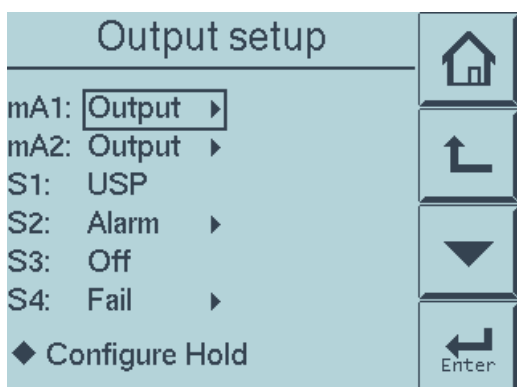 Output setup
mA1: Output
mA2: Output
S1: USP
S2: Alarm
S3: Off
S4: Fail
Configure Hold
Enter